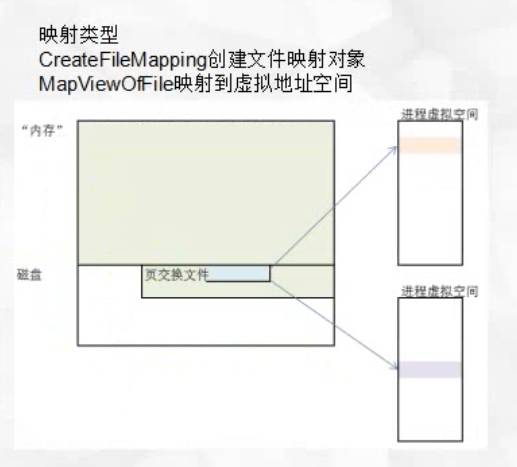 映射类型
CreateFileMapping创建文件映射对象
MapViewOfFile映射到虚拟地址空间
进程虚拟空间
“内存”
磁盘
页交换文件
进程虚拟空间